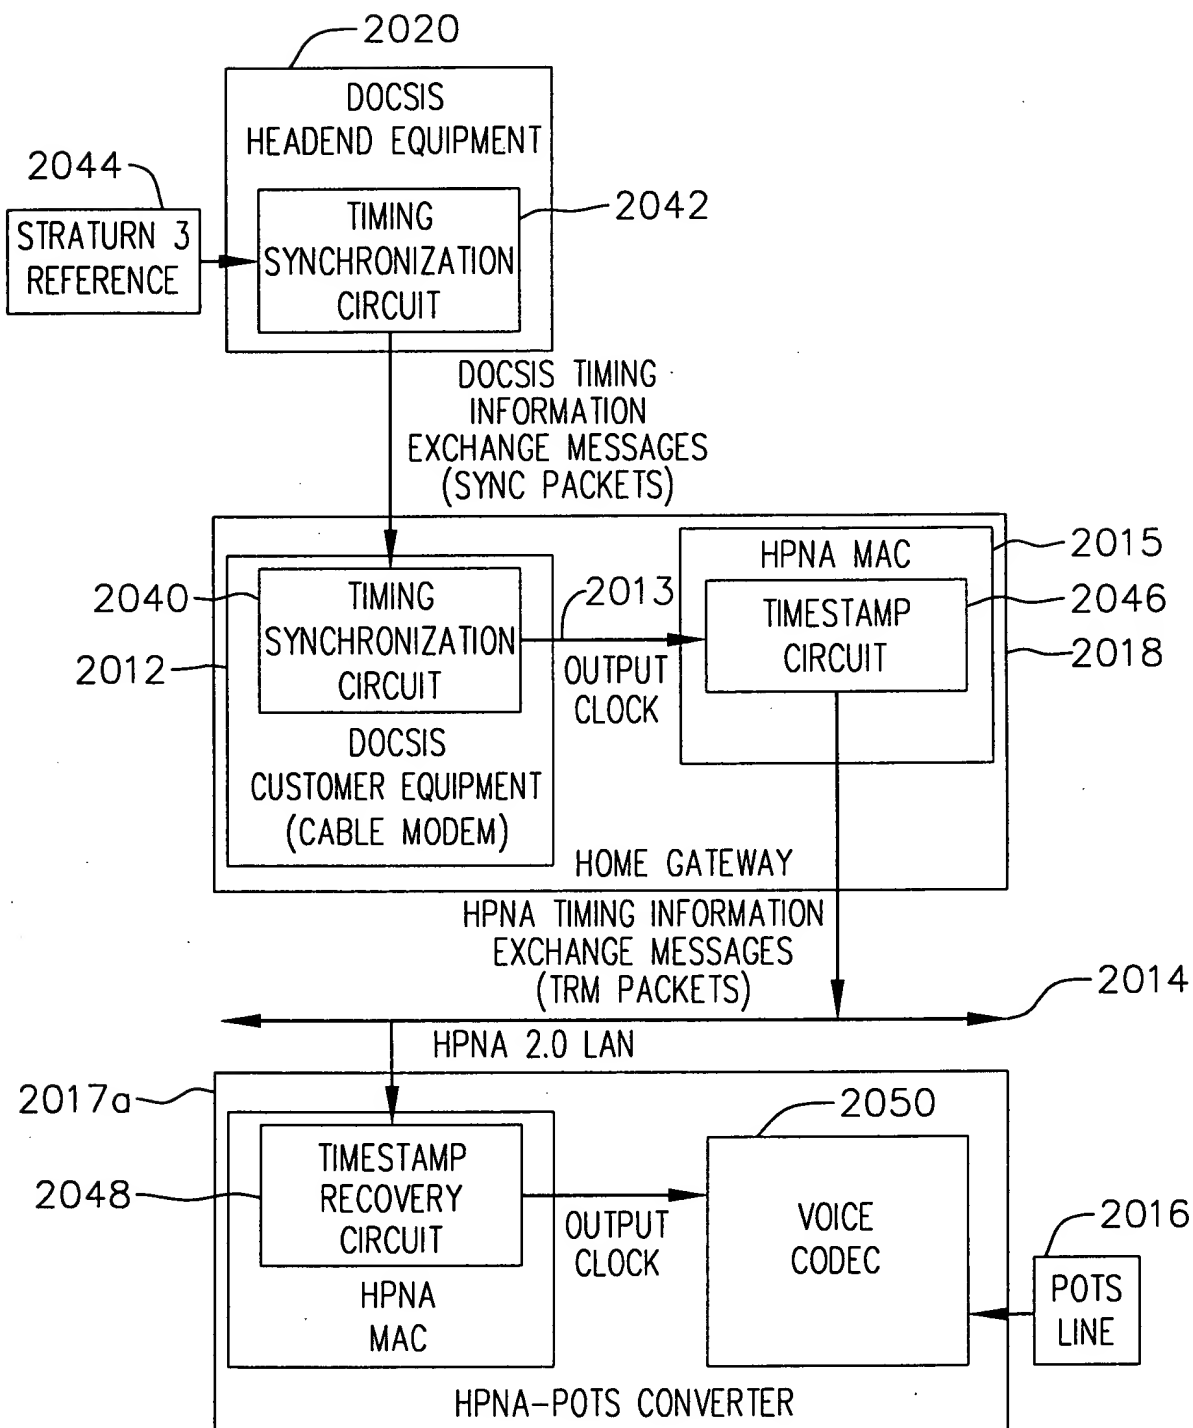 2020
DOCSIS
HEADEND EQUIPMENT
2044
STRATURN 3
REFERENCE
TIMING
SYNCHRONIZATION
CIRCUIT
2042
DOCSIS TIMING
INFORMATION
EXCHANGE MESSAGES
(SYNC PACKETS)
2040
2012
TIMING
SYNCHRONIZATION
CIRCUIT
DOCSIS
CUSTOMER EQUIPMENT
(CABLE MODEM)
2013
OUTPUT
CLOCK
HPNA MAC
TIMESTAMP
CIRCUIT
2015
2046
2018
HOME GATEWAY
HPNA TIMING INFORMATION
EXCHANGE MESSAGES
(TRM PACKETS)
2014
HPNA 2.0 LAN
2017a
2048
TIMESTAMP
RECOVERY
CIRCUIT
HPNA
MAC
OUTPUT
CLOCK
2050
VOICE
CODEC
2016
POTS
LINE
HPNA-POTS CONVERTER